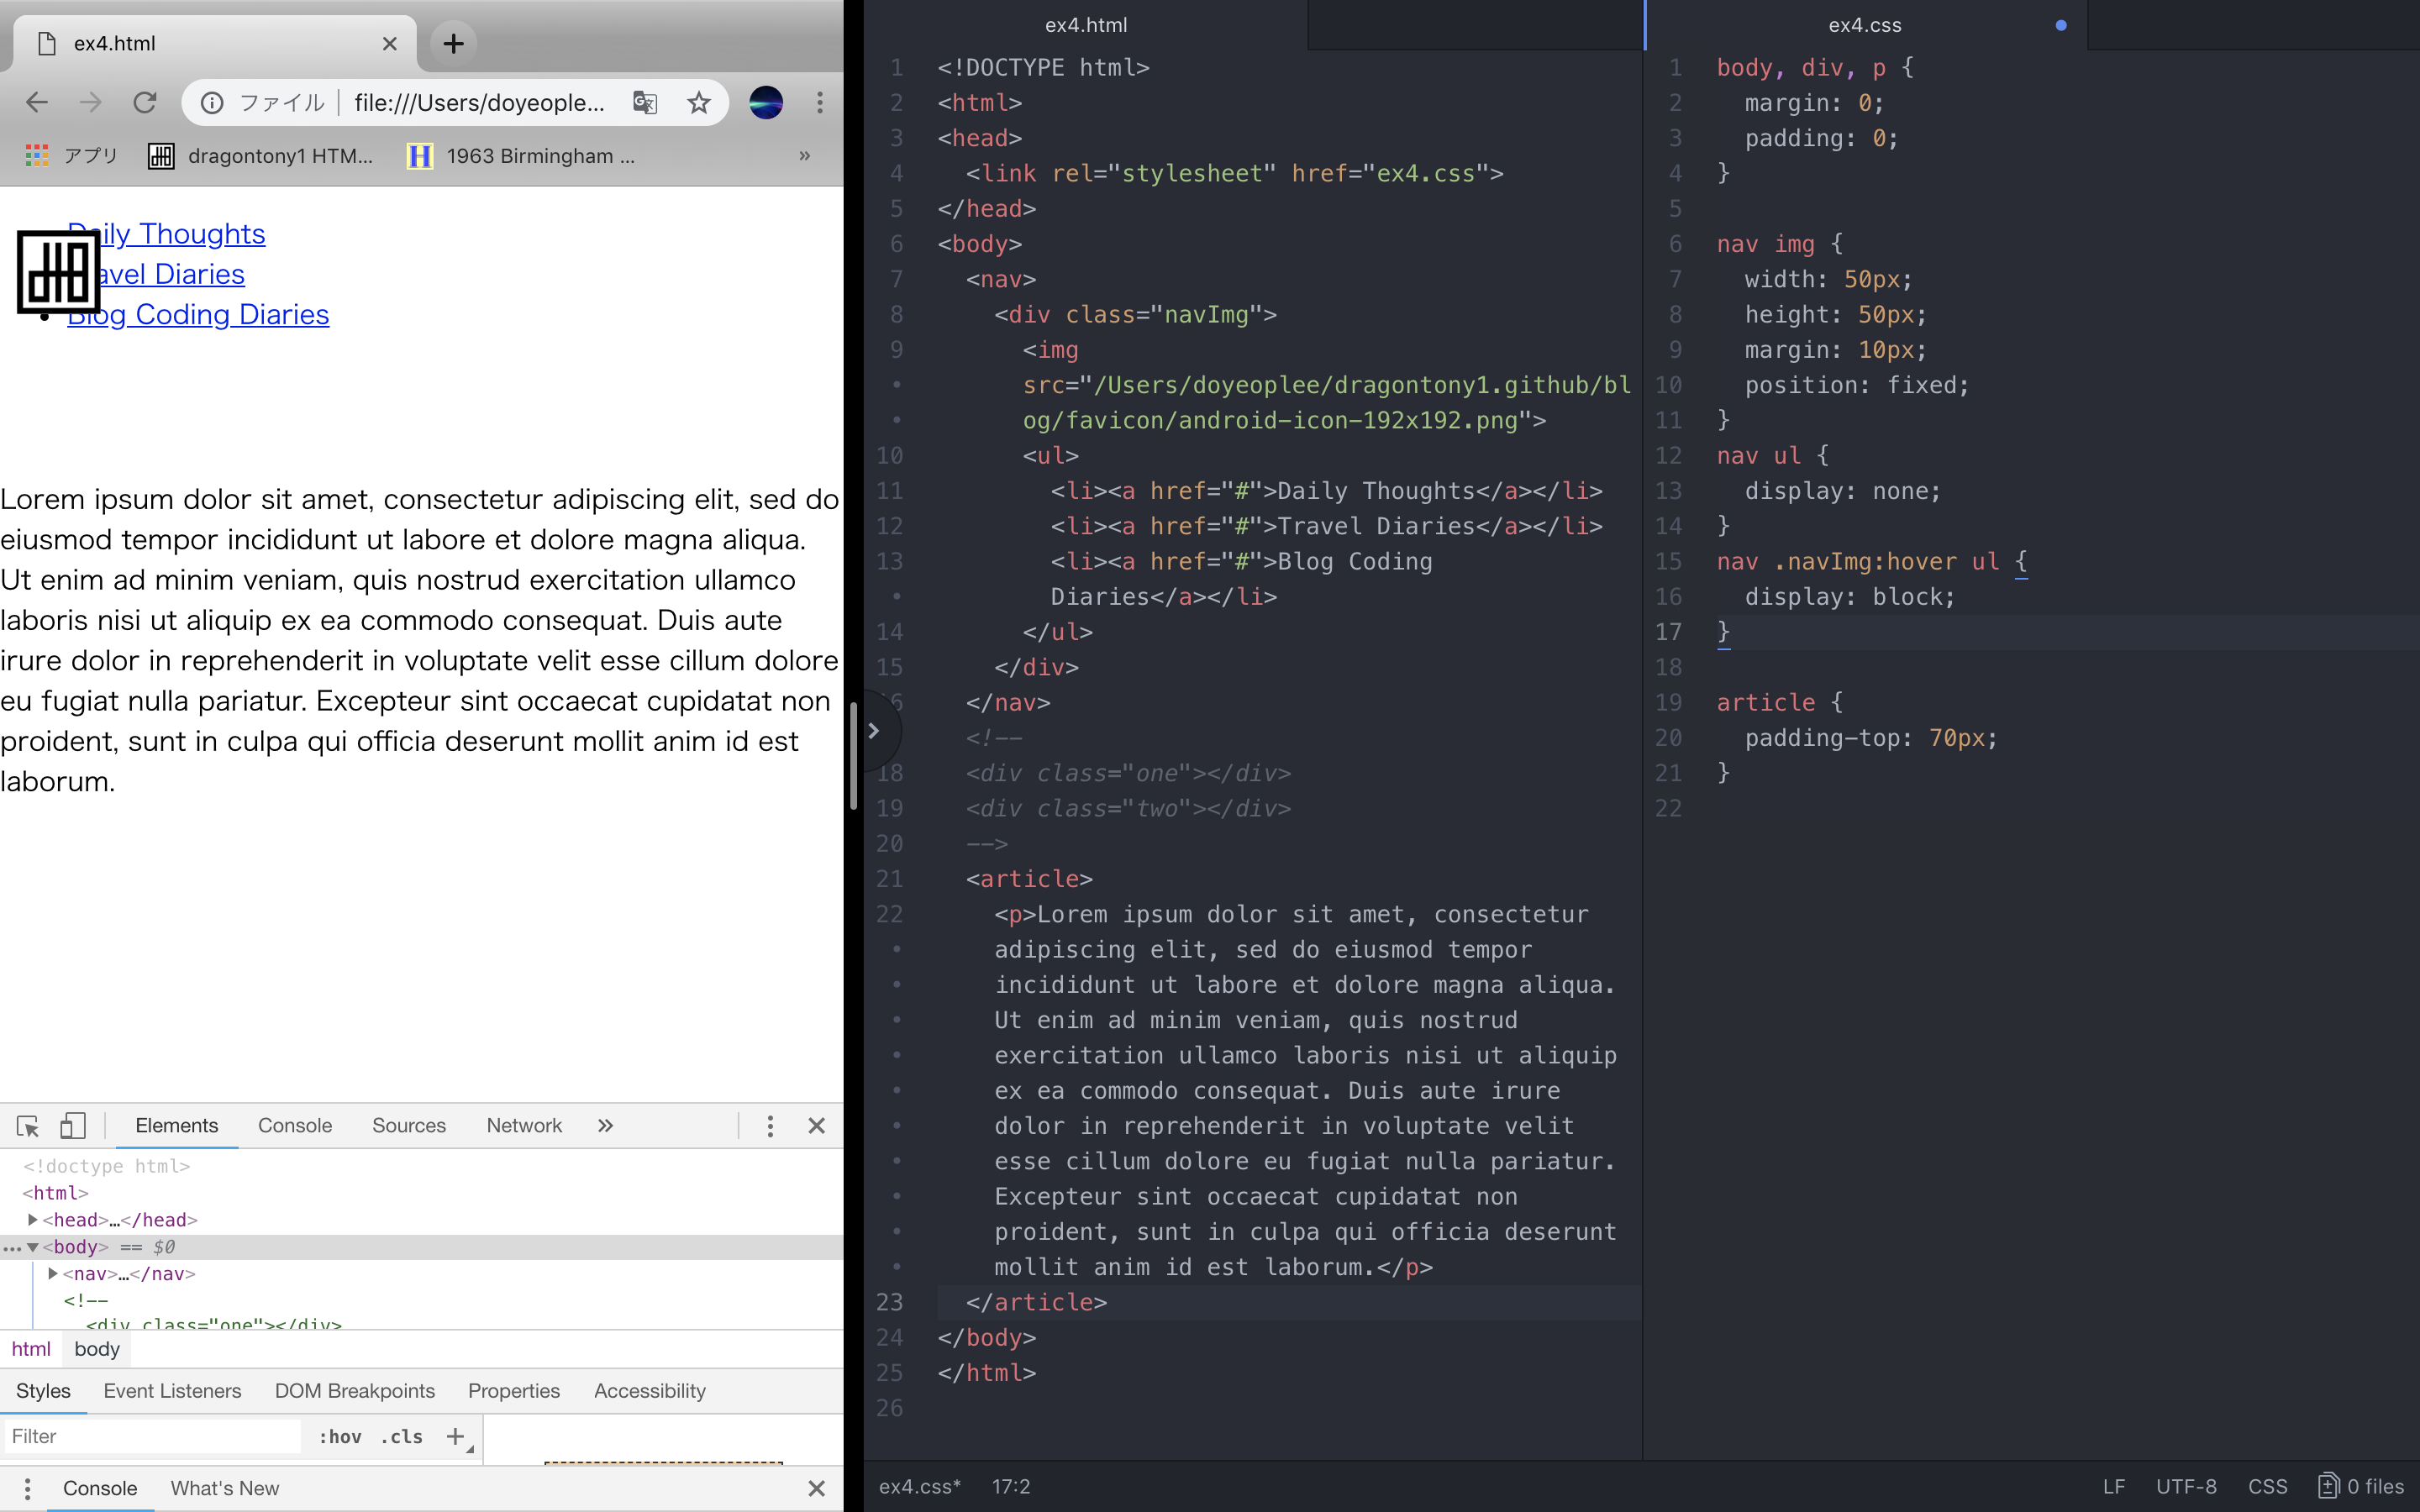 ex4.html
ファイル file:///Users/doyeople...
アプリ dragontony1 HTM... 1963 Birmingham ... »
Daily Thoughts
avel Diaries
Blog Coding Diaries
Lorem ipsum dolor sit amet, consectetur adipiscing elit, sed do
eiusmod tempor incididunt ut labore et dolore magna aliqua.
Ut enim ad minim veniam, quis nostrud exercitation ullamco
laboris nisi ut aliquip ex ea commodo consequat. Duis aute
irure dolor in reprehenderit in voluptate velit esse cillum dolore
eu fugiat nulla pariatur. Excepteur sint occaecat cupidatat non
proident, sunt in culpa qui officia deserunt mollit anim id est
laborum.
Elements Console Sources Network »
<!doctype html>
<html>
<head>…</head>
<body> == $0
<nav>…</nav>
<!--
<div class="one"></div>
html body
Styles Event Listeners DOM Breakpoints Properties Accessibility
Filter :hov .cls +
Console What's New
ex4.html
1 <!DOCTYPE html>
2 <html>
3 <head>
4 <link rel="stylesheet" href="ex4.css">
5 </head>
6 <body>
7 <nav>
8 <div class="navImg">
9 <img
src="/Users/doyeoplee/dragontony1.github/bl
og/favicon/android-icon-192x192.png">
10 <ul>
11 <li><a href="#">Daily Thoughts</a></li>
12 <li><a href="#">Travel Diaries</a></li>
13 <li><a href="#">Blog Coding
Diaries</a></li>
14 </ul>
15 </div>
6 </nav>
<!--
18 <div class="one"></div>
19 <div class="two"></div>
20 -->
21 <article>
22 <p>Lorem ipsum dolor sit amet, consectetur
adipiscing elit, sed do eiusmod tempor
incididunt ut labore et dolore magna aliqua.
Ut enim ad minim veniam, quis nostrud
exercitation ullamco laboris nisi ut aliquip
ex ea commodo consequat. Duis aute irure
dolor in reprehenderit in voluptate velit
esse cillum dolore eu fugiat nulla pariatur.
Excepteur sint occaecat cupidatat non
proident, sunt in culpa qui officia deserunt
mollit anim id est laborum.</p>
23 </article>
24 </body>
25 </html>
26
ex4.css
1 body, div, p {
2 margin: 0;
3 padding: 0;
4 }
5
6 nav img {
7 width: 50px;
8 height: 50px;
9 margin: 10px;
10 position: fixed;
11 }
12 nav ul {
13 display: none;
14 }
15 nav .navImg:hover ul {
16 display: block;
17 }
18
19 article {
20 padding-top: 70px;
21 }
22
ex4.css* 17:2 LF UTF-8 CSS 0 files